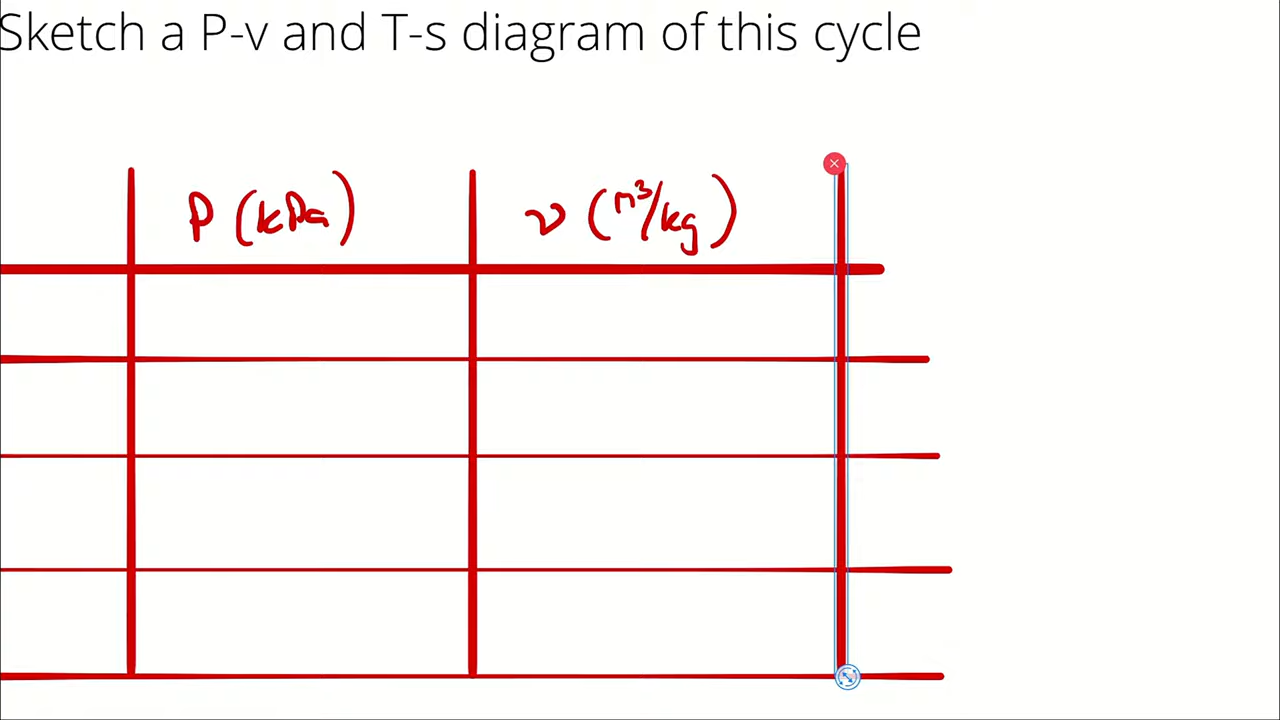 Sketch a P-v and T-s diagram of this cycle
P (kPa) v (m³/kg)